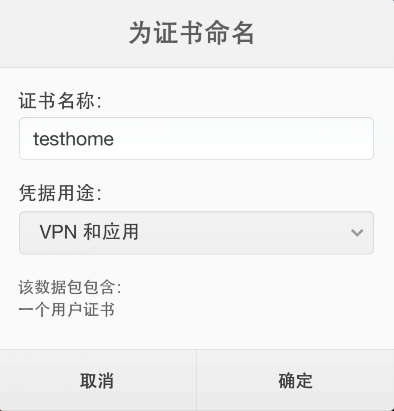 为证书命名
证书名称：
testhome
凭据用途：
VPN 和应用
该数据包包含：
一个用户证书
取消
确定